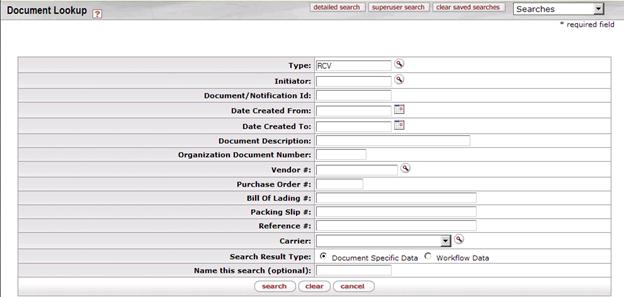 Document Lookup ? detailed search superuser search clear saved searches Searches
* required field
Type: RCV
Initiator:
Document/Notification Id:
Date Created From:
Date Created To:
Document Description:
Organization Document Number:
Vendor #:
Purchase Order #:
Bill Of Lading #:
Packing Slip #:
Reference #:
Carrier:
Search Result Type: Document Specific Data Workflow Data
Name this search (optional):
search clear cancel